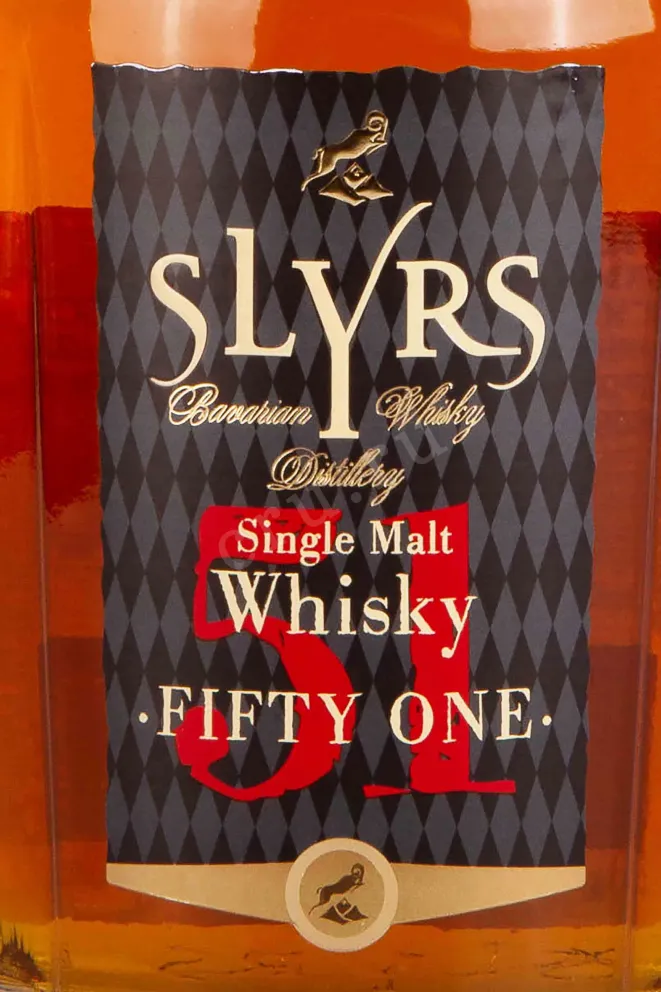 SLYRS
Bavarian Whisky
Distillery
51
Single Malt
Whisky
·FIFTY ONE·